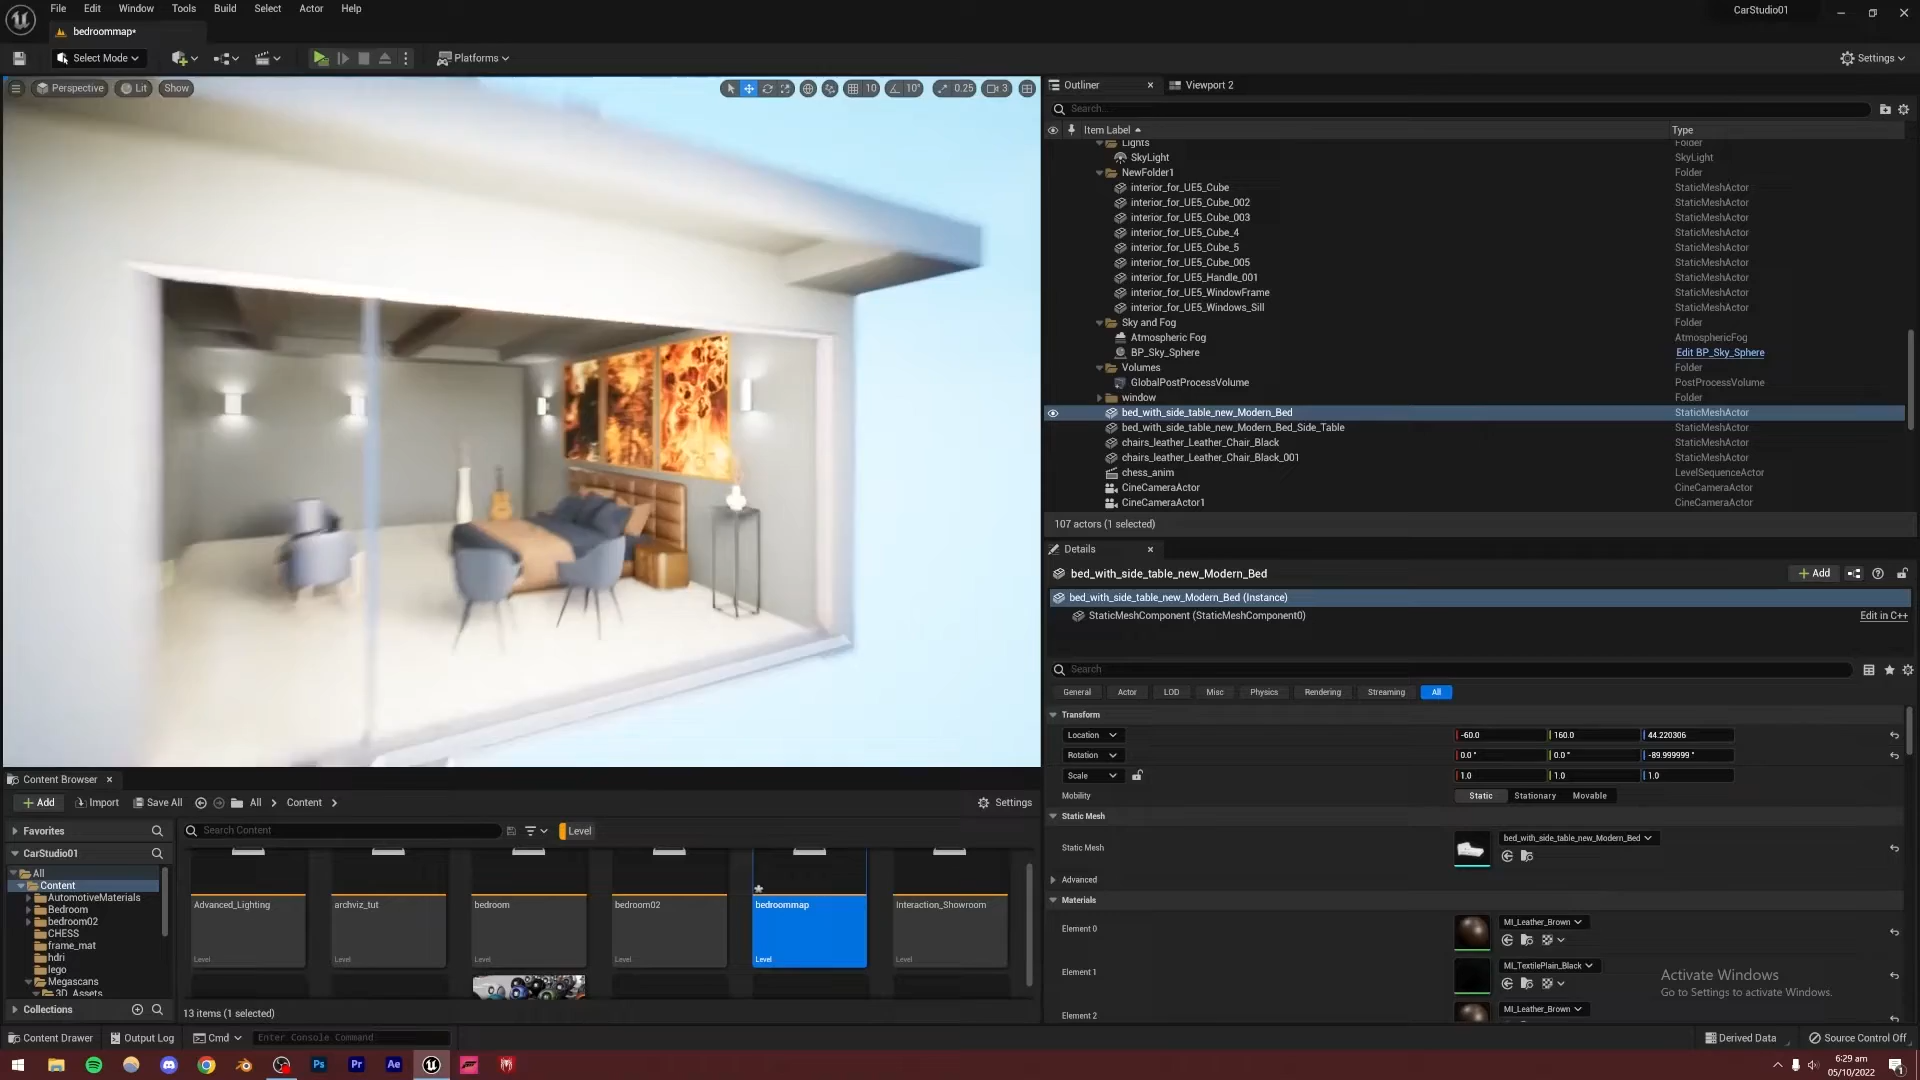 File Edit Window Tools Build Select Actor Help
CarStudio01
bedroommap*
Select Mode
Platforms
Settings
Perspective Lit Show
10 10° 0.25 3
Outliner Viewport 2
Search...
Item Label Type
Lights Folder
SkyLight SkyLight
NewFolder1 Folder
interior_for_UE5_Cube StaticMeshActor
interior_for_UE5_Cube_002 StaticMeshActor
interior_for_UE5_Cube_003 StaticMeshActor
interior_for_UE5_Cube_4 StaticMeshActor
interior_for_UE5_Cube_5 StaticMeshActor
interior_for_UE5_Cube_005 StaticMeshActor
interior_for_UE5_Handle_001 StaticMeshActor
interior_for_UE5_WindowFrame StaticMeshActor
interior_for_UE5_Windows_Sill StaticMeshActor
Sky and Fog Folder
Atmospheric Fog AtmosphericFog
BP_Sky_Sphere Edit BP_Sky_Sphere
Volumes Folder
GlobalPostProcessVolume PostProcessVolume
window Folder
bed_with_side_table_new_Modern_Bed StaticMeshActor
bed_with_side_table_new_Modern_Bed_Side_Table StaticMeshActor
chairs_leather_Leather_Chair_Black StaticMeshActor
chairs_leather_Leather_Chair_Black_001 StaticMeshActor
chess_anim LevelSequenceActor
CineCameraActor CineCameraActor
CineCameraActor1 CineCameraActor
107 actors (1 selected)
Details
bed_with_side_table_new_Modern_Bed
+ Add
bed_with_side_table_new_Modern_Bed (Instance)
StaticMeshComponent (StaticMeshComponent0) Edit in C++
Search
General Actor LOD Misc Physics Rendering Streaming All
Transform
Location -60.0 160.0 44.220306
Rotation 0.0 ° 0.0 ° -89.999999 °
Scale 1.0 1.0 1.0
Mobility Static Stationary Movable
Static Mesh
Static Mesh bed_with_side_table_new_Modern_Bed
Advanced
Materials
Element 0 MI_Leather_Brown
Element 1 MI_TextilePlain_Black
Element 2 MI_Leather_Brown
Activate Windows
Go to Settings to activate Windows.
Content Browser
+ Add Import Save All All > Content > Settings
Favorites Search Content Level
CarStudio01
All
Content
AutomotiveMaterials
Bedroom
bedroom02
CHESS
frame_mat
hdri
lego
Megascans
3D_Assets
Collections
Advanced_Lighting archviz_tut bedroom bedroom02 bedroommap Interaction_Showroom
Level Level Level Level Level Level
13 items (1 selected)
Content Drawer Output Log Cmd Enter Console Command
Derived Data Source Control Off
Ps Pr Ae
6:29 am
05/10/2022
1